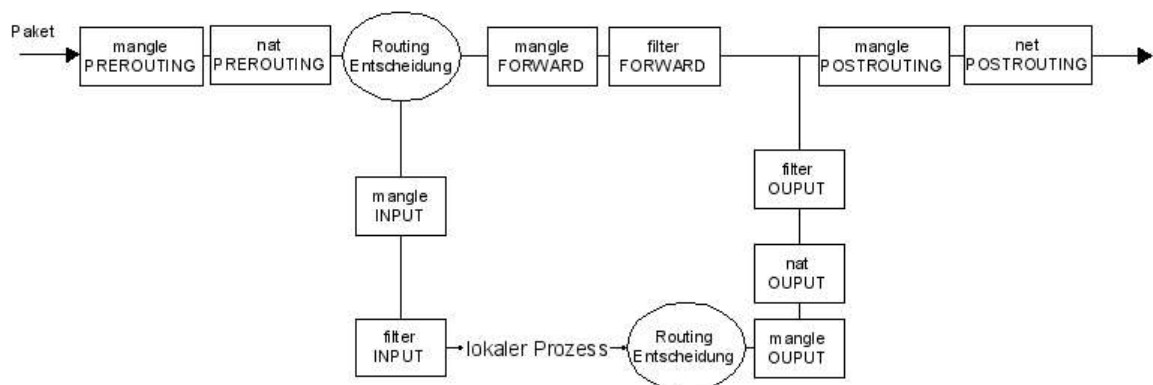 Paket
mangle
PREROUTING
nat
PREROUTING
Routing
Entscheidung
mangle
FORWARD
filter
FORWARD
mangle
POSTROUTING
net
POSTROUTING
mangle
INPUT
filter
INPUT
lokaler Prozess
Routing
Entscheidung
filter
OUPUT
nat
OUPUT
mangle
OUPUT